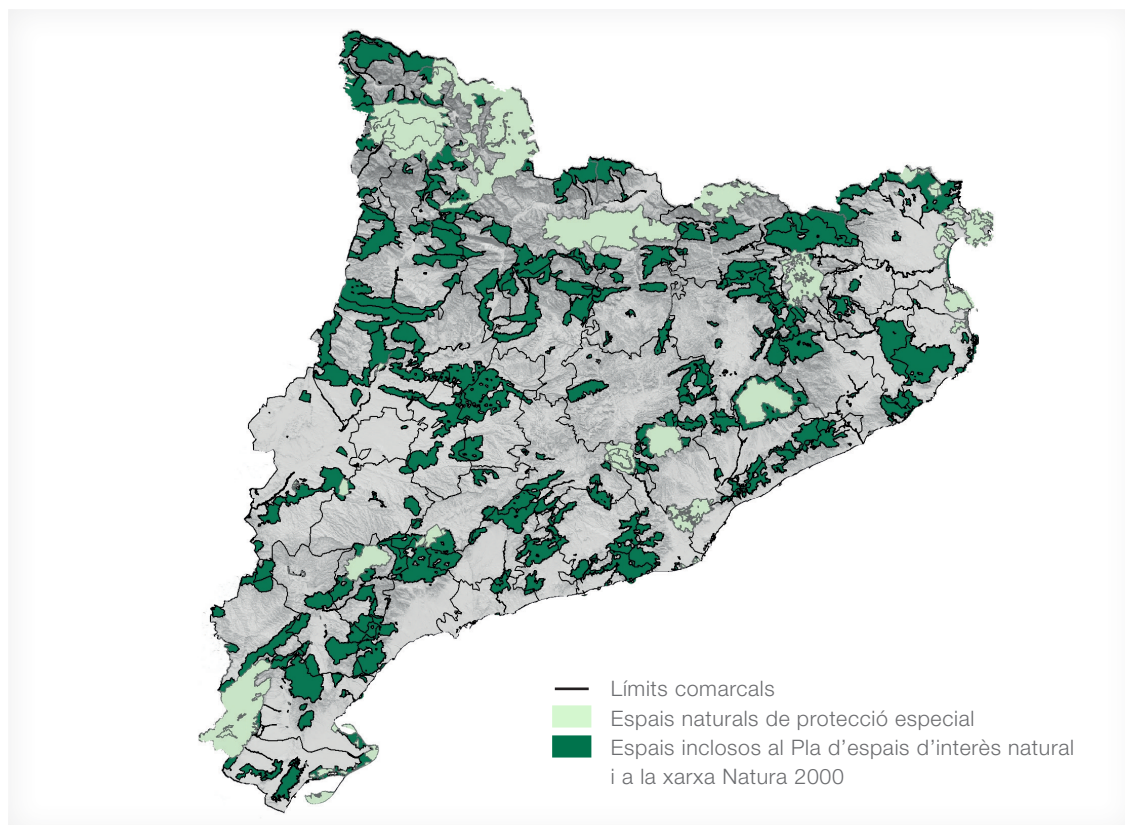 Límits comarcals
Espais naturals de protecció especial
Espais inclosos al Pla d'espais d'interès natural
i a la xarxa Natura 2000